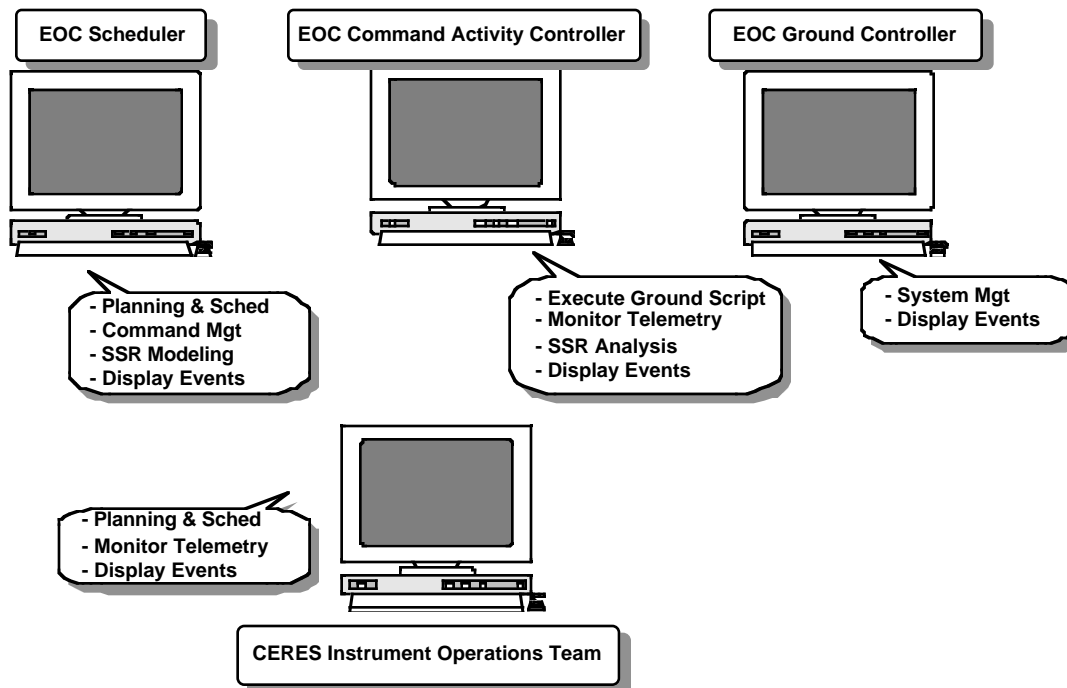 EOC Scheduler
EOC Command Activity Controller
EOC Ground Controller
- Planning & Sched
- Command Mgt
- SSR Modeling
- Display Events
- Execute Ground Script
- Monitor Telemetry
- SSR Analysis
- Display Events
- System Mgt
- Display Events
- Planning & Sched
- Monitor Telemetry
- Display Events
CERES Instrument Operations Team